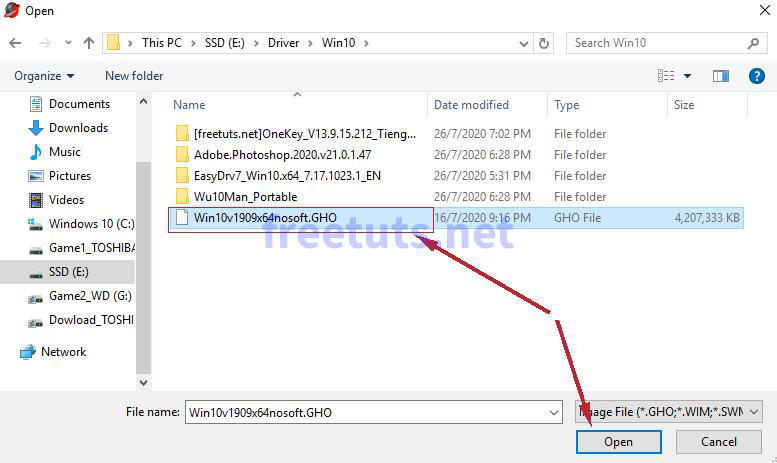 Open
This PC > SSD (E:) > Driver > Win10 >
Search Win10
Organize
New folder
?
Documents
Downloads
Music
Pictures
Videos
Windows 10 (C:)
Game1_TOSHIBA
SSD (E:)
Game2_WD (G:)
Dowload_TOSHI
Network
Name Date modified Type Size
[freetuts.net]OneKey_V13.9.15.212_Tieng... 26/7/2020 7:02 PM File folder
Adobe.Photoshop.2020.v21.0.1.47 26/7/2020 6:28 PM File folder
EasyDrv7_Win10.x64_7.17.1023.1_EN 26/7/2020 5:31 PM File folder
Wu10Man_Portable 26/7/2020 6:28 PM File folder
Win10v1909x64nosoft.GHO 16/7/2020 9:16 PM GHO File 4,207,333 KB
freetuts.net
File name: Win10v1909x64nosoft.GHO
Image File (*.GHO;*.WIM;*.SWM
Open
Cancel